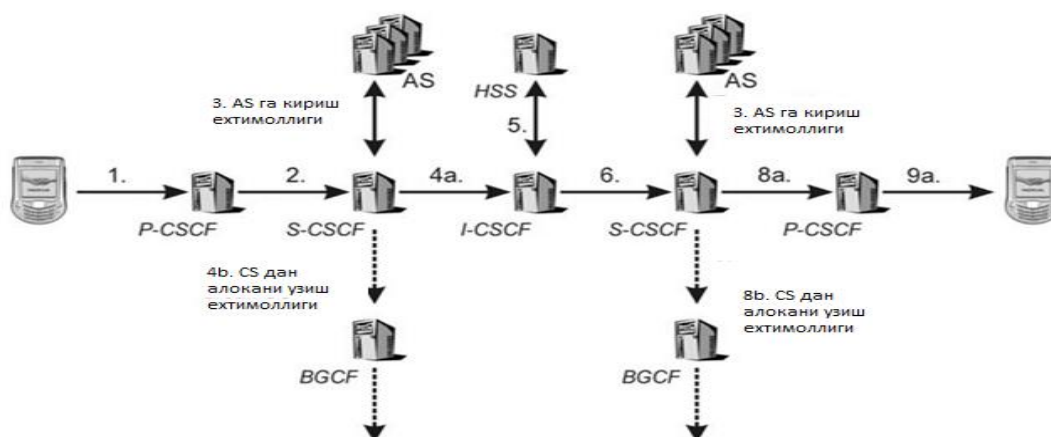 AS
HSS
AS
3. AS га кириш
ехтимоллиги
5.
3. AS га кириш
ехтимоллиги
1.
2.
4a.
6.
8a.
9a.
P-CSCF
S-CSCF
I-CSCF
S-CSCF
P-CSCF
4b. CS дан
алокани узиш
ехтимоллиги
8b. CS дан
алокани узиш
ехтимоллиги
BGCF
BGCF